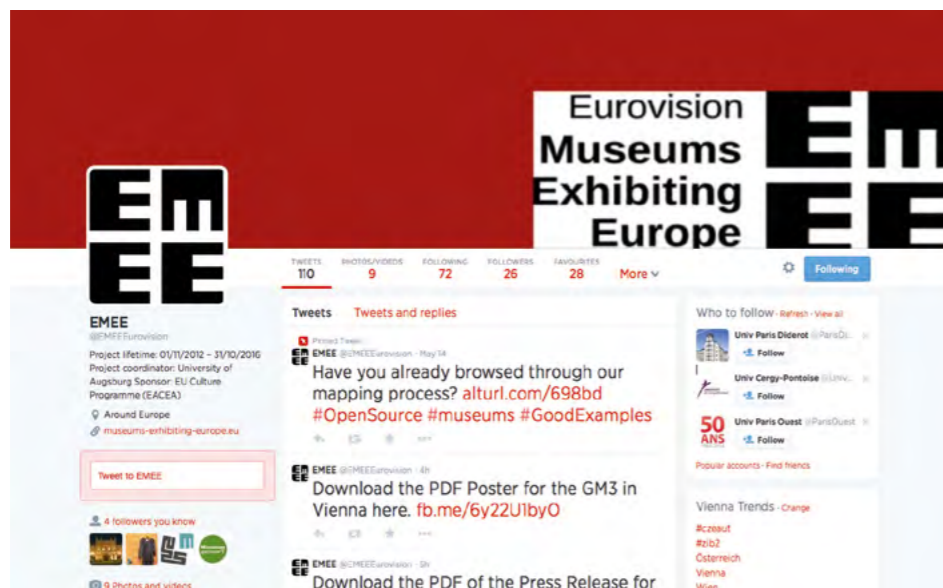 Eurovision
Museums
Exhibiting
Europe
EMEE
EMEE
TWEETS PHOTOS/VIDEOS FOLLOWING FOLLOWERS FAVOURITES
110 9 72 26 28 More
Following
EMEE
@EMEEEurovision
Project lifetime: 01/11/2012 – 31/10/2016
Project coordinator: University of
Augsburg Sponsor: EU Culture
Programme (EACEA)
Around Europe
museums-exhibiting-europe.eu
Tweet to EMEE
4 followers you know
9 Photos and videos
Tweets Tweets and replies
Pinned Tweet
EMEE @EMEEEurovision · May 14
Have you already browsed through our
mapping process? alturl.com/698bd
#OpenSource #museums #GoodExamples
EMEE @EMEEEurovision · 4h
Download the PDF Poster for the GM3 in
Vienna here. fb.me/6y22U1byO
EMEE @EMEEEurovision · 5h
Download the PDF of the Press Release for
Who to follow · Refresh · View all
Univ Paris Diderot @ParisDi...
Follow
Univ Cergy-Pontoise @Univ...
Follow
50
ANS
Univ Paris Ouest @ParisOuest
Follow
Popular accounts · Find friends
Vienna Trends · Change
#czeaut
#zib2
Österreich
Vienna
Wien